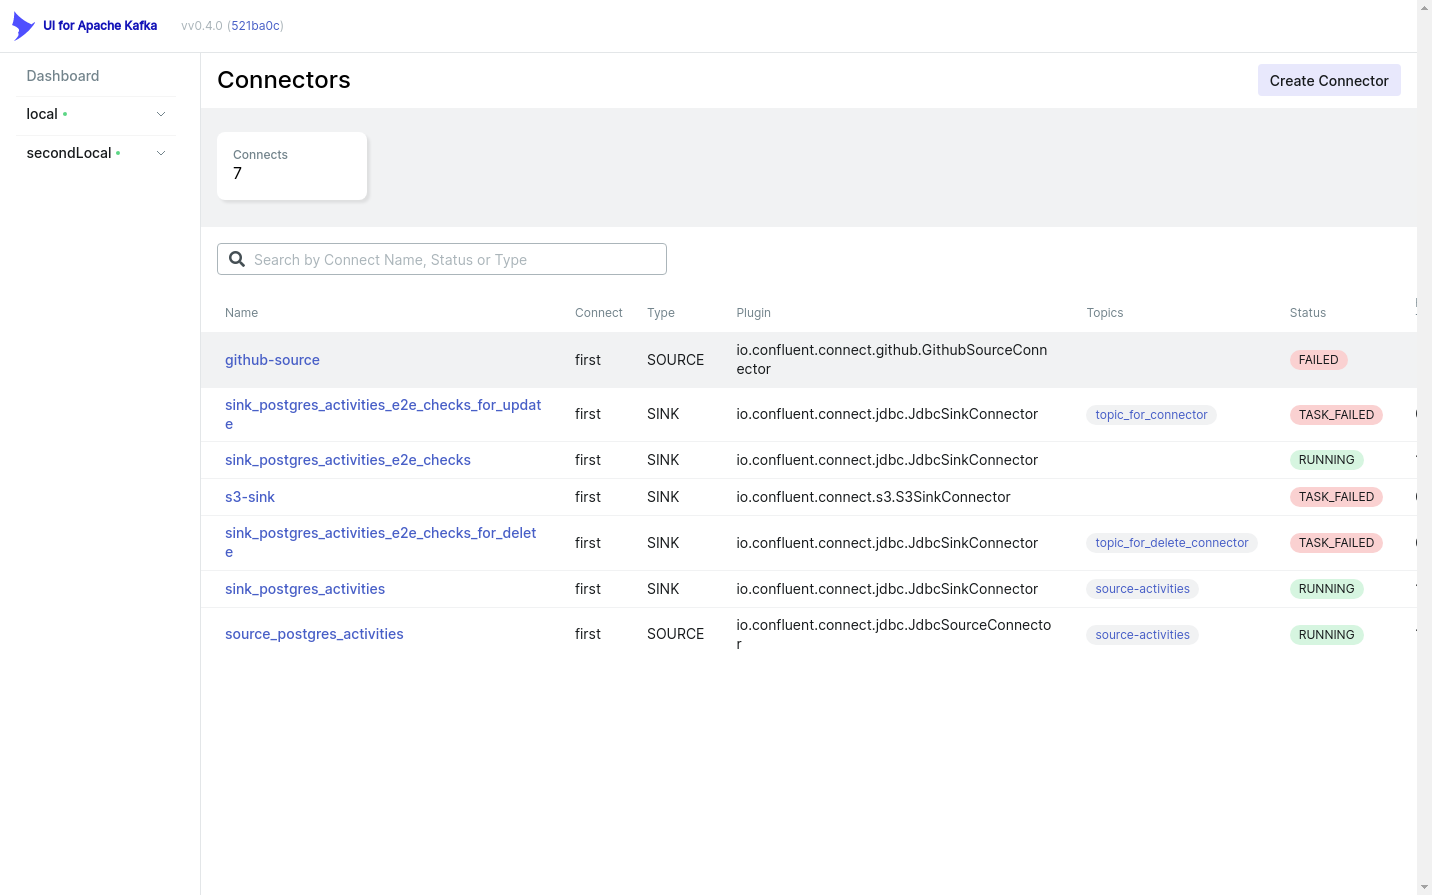 UI for Apache Kafka
vv0.4.0 (521ba0c)
Dashboard
local
secondLocal
Connectors
Create Connector
Connects
7
Search by Connect Name, Status or Type
Name Connect Type Plugin Topics Status
github-source first SOURCE io.confluent.connect.github.GithubSourceConn
ector FAILED
sink_postgres_activities_e2e_checks_for_updat
e first SINK io.confluent.connect.jdbc.JdbcSinkConnector topic_for_connector TASK_FAILED
sink_postgres_activities_e2e_checks first SINK io.confluent.connect.jdbc.JdbcSinkConnector RUNNING
s3-sink first SINK io.confluent.connect.s3.S3SinkConnector TASK_FAILED
sink_postgres_activities_e2e_checks_for_delet
e first SINK io.confluent.connect.jdbc.JdbcSinkConnector topic_for_delete_connector TASK_FAILED
sink_postgres_activities first SINK io.confluent.connect.jdbc.JdbcSinkConnector source-activities RUNNING
source_postgres_activities first SOURCE io.confluent.connect.jdbc.JdbcSourceConnecto
r source-activities RUNNING